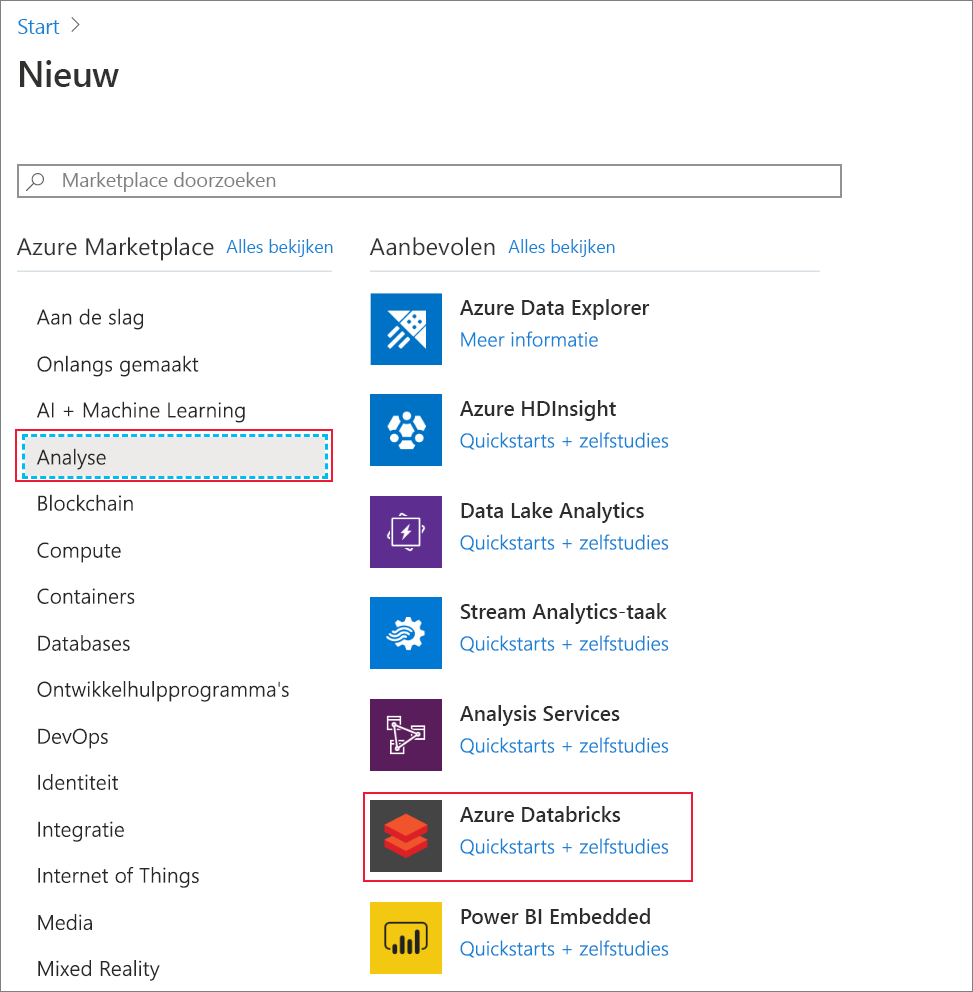 Start
Nieuw
Marketplace doorzoeken
Azure Marketplace Alles bekijken
Aan de slag
Onlangs gemaakt
AI + Machine Learning
Analyse
Blockchain
Compute
Containers
Databases
Ontwikkelhulpprogramma's
DevOps
Identiteit
Integratie
Internet of Things
Media
Mixed Reality
Aanbevolen Alles bekijken
Azure Data Explorer
Meer informatie
Azure HDInsight
Quickstarts + zelfstudies
Data Lake Analytics
Quickstarts + zelfstudies
Stream Analytics-taak
Quickstarts + zelfstudies
Analysis Services
Quickstarts + zelfstudies
Azure Databricks
Quickstarts + zelfstudies
Power BI Embedded
Quickstarts + zelfstudies